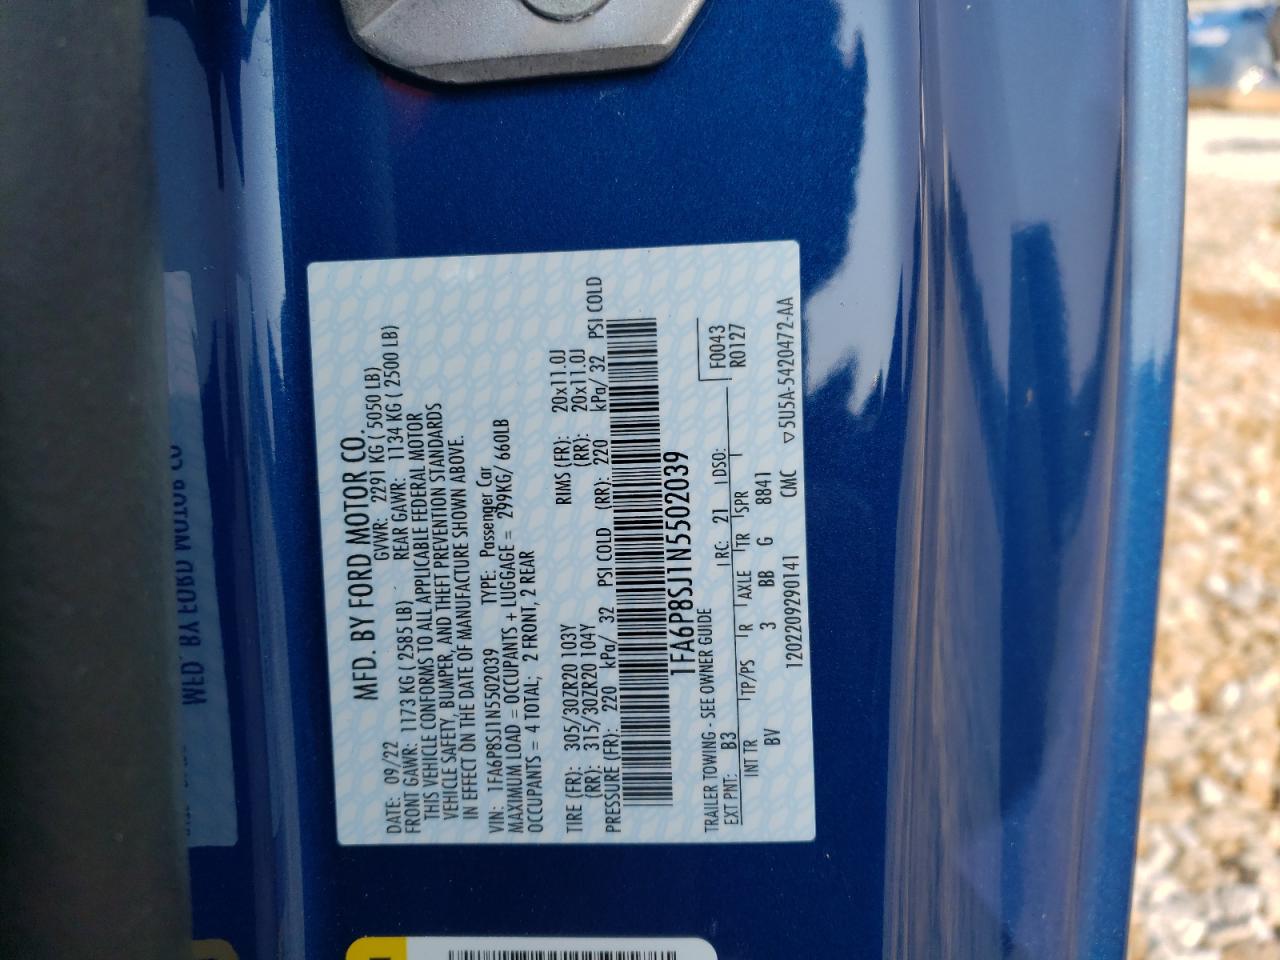 MFD. BY FORD MOTOR CO.
DATE: 09/22 GVWR: 2291 KG ( 5050 LB)
FRONT GAWR: 1173 KG ( 2585 LB) REAR GAWR: 1134 KG ( 2500 LB)
THIS VEHICLE CONFORMS TO ALL APPLICABLE FEDERAL MOTOR
VEHICLE SAFETY, BUMPER, AND THEFT PREVENTION STANDARDS
IN EFFECT ON THE DATE OF MANUFACTURE SHOWN ABOVE.
VIN: 1FA6P8SJ1N5502039 TYPE: Passenger Car
MAXIMUM LOAD = OCCUPANTS + LUGGAGE = 299KG/ 660LB
OCCUPANTS = 4 TOTAL; 2 FRONT, 2 REAR
TIRE (FR): 305/30ZR20 103Y RIMS (FR): 20x11.0J
(RR): 315/30ZR20 104Y (RR): 20x11.0J
PRESSURE (FR): 220 kPa/ 32 PSI COLD (RR): 220 kPa/ 32 PSI COLD
1FA6P8SJ1N5502039
TRAILER TOWING - SEE OWNER GUIDE F0043
EXT PNT: B3 RC: 21 DSO: R0127
INT TR TP/PS R AXLE TR SPR
BV 3 BB G 8841
120220929014​1 CMC ▽5U5A-5420472-AA
MFD. BY FORD MOTOR CO